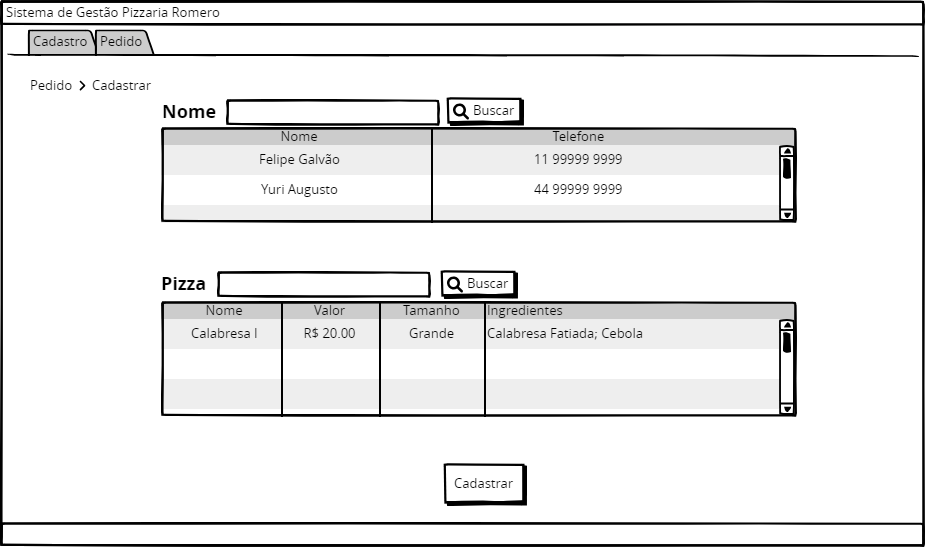 Sistema de Gestão Pizzaria Romero
Cadastro Pedido
Pedido > Cadastrar
Nome Buscar
Nome Telefone
Felipe Galvão 11 99999 9999
Yuri Augusto 44 99999 9999
Pizza Buscar
Nome Valor Tamanho Ingredientes
Calabresa I R$ 20.00 Grande Calabresa Fatiada; Cebola
Cadastrar